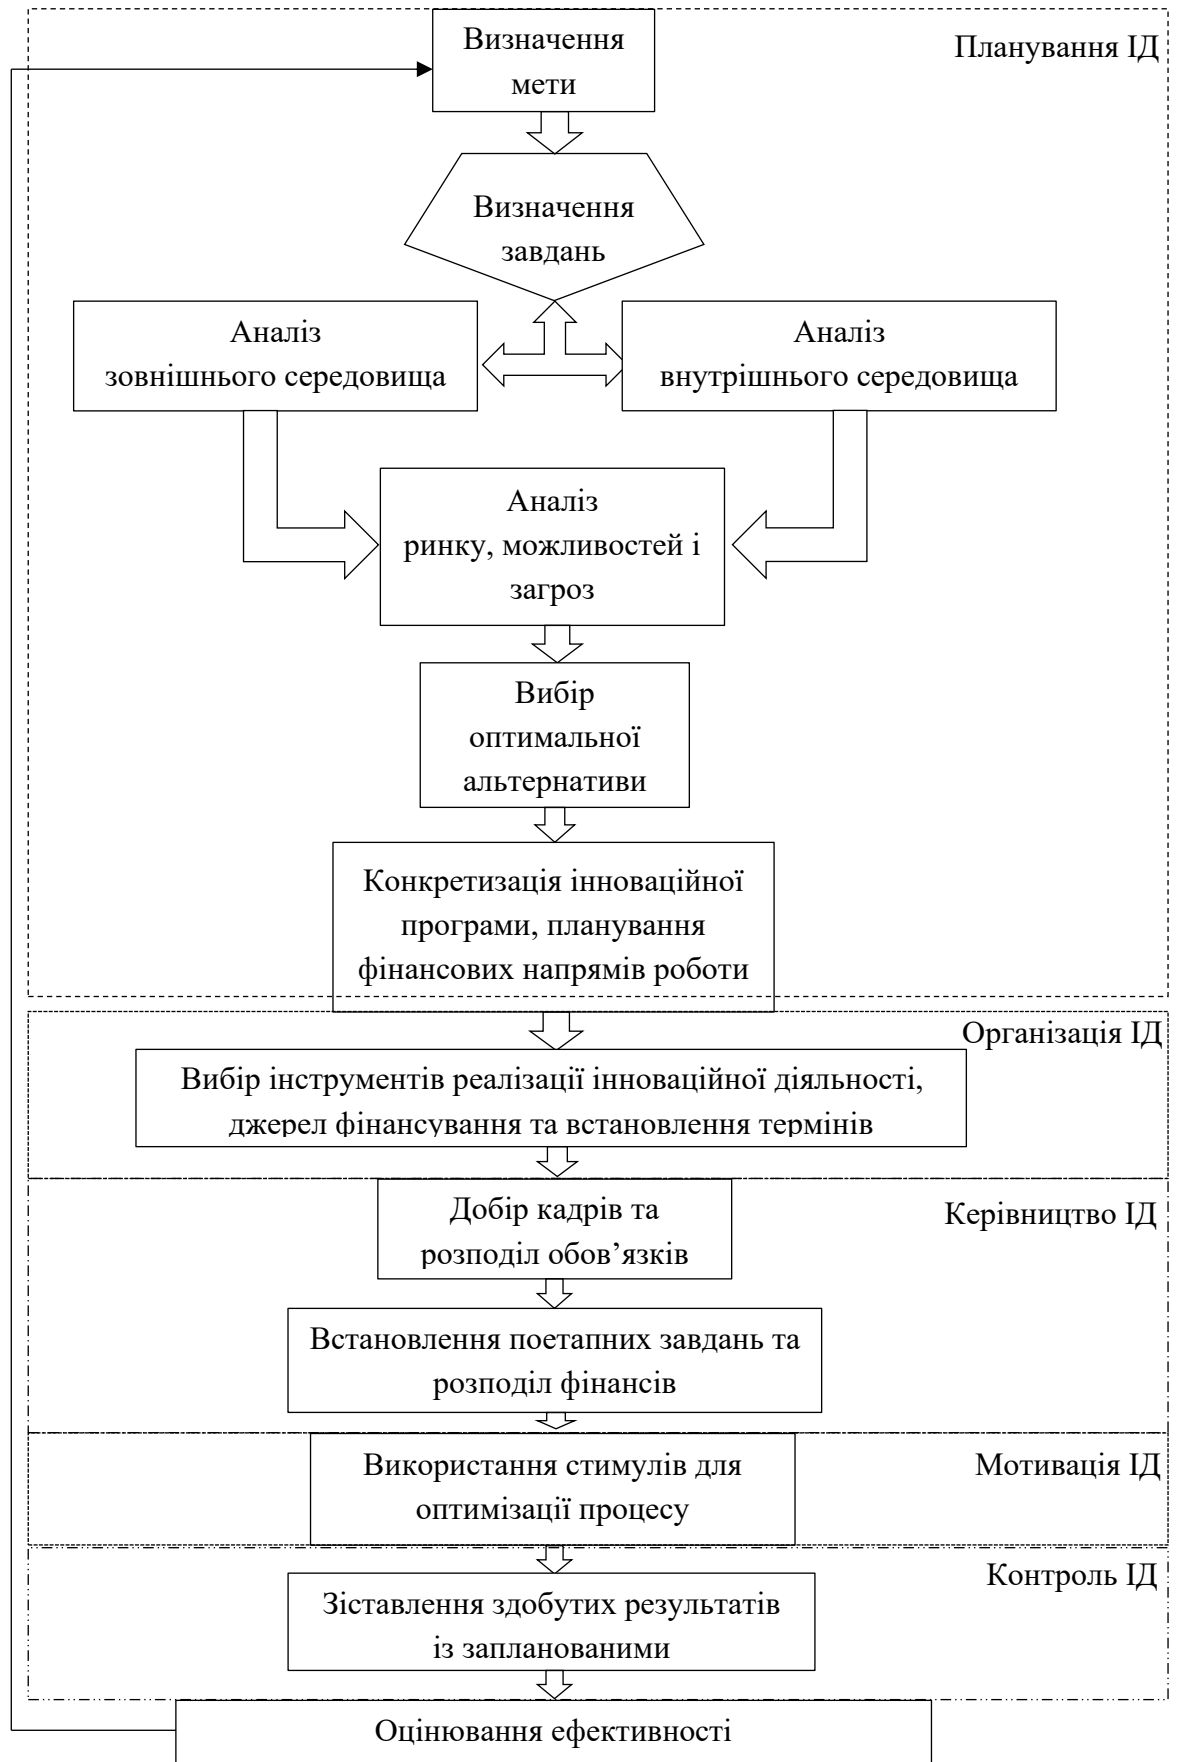 Визначення
мети
Планування ІД
Визначення
завдань
Аналіз
зовнішнього середовища
Аналіз
внутрішнього середовища
Аналіз
ринку, можливостей і
загроз
Вибір
оптимальної
альтернативи
Конкретизація інноваційної
програми, планування
фінансових напрямів роботи
Організація ІД
Вибір інструментів реалізації інноваційної діяльності,
джерел фінансування та встановлення термінів
Добір кадрів та
розподіл обов’язків
Керівництво ІД
Встановлення поетапних завдань та
розподіл фінансів
Використання стимулів для
оптимізації процесу
Мотивація ІД
Контроль ІД
Зіставлення здобутих результатів
із запланованими
Оцінювання ефективності